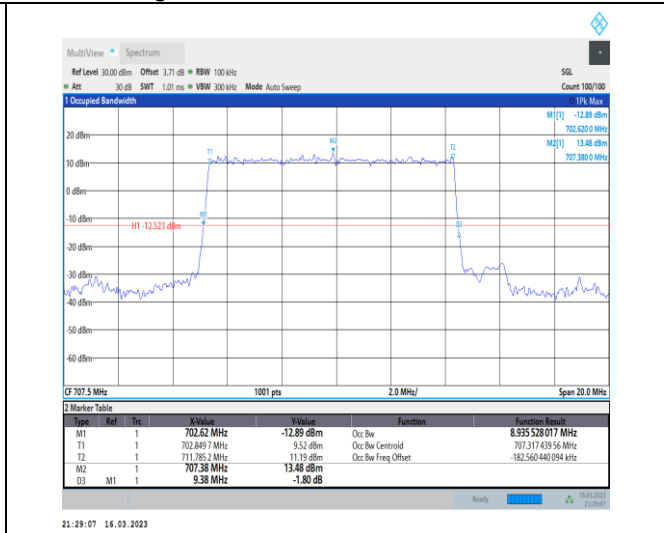 MultiView Spectrum
Ref Level 30.00 dBm Offset 3.71 dB RBW 100 kHz SGL
Att 30 dB SWT 1.01 ms VBW 300 kHz Mode Auto Sweep Count 100/100
1 Occupied Bandwidth 1Pk Max
M1[1] -12.89 dBm
702.620 0 MHz
20 dBm M2 M2[1] 13.48 dBm
T1 T2 707.380 0 MHz
10 dBm
0 dBm
-10 dBm M1
H1 -12.523 dBm D3
-20 dBm
-30 dBm
-40 dBm
-50 dBm
-60 dBm
CF 707.5 MHz 1001 pts 2.0 MHz/ Span 20.0 MHz
2 Marker Table
Type Ref Trc X-Value Y-Value Function Function Result
M1 1 702.62 MHz -12.89 dBm Occ Bw 8.935 528 017 MHz
T1 1 702.849 7 MHz 9.52 dBm Occ Bw Centroid 707.317 439 56 MHz
T2 1 711.785 2 MHz 11.19 dBm Occ Bw Freq Offset -182.560 440 094 kHz
M2 1 707.38 MHz 13.48 dBm
D3 M1 1 9.38 MHz -1.80 dB
Ready 16.03.2023
21:29:07
21:29:07 16.03.2023